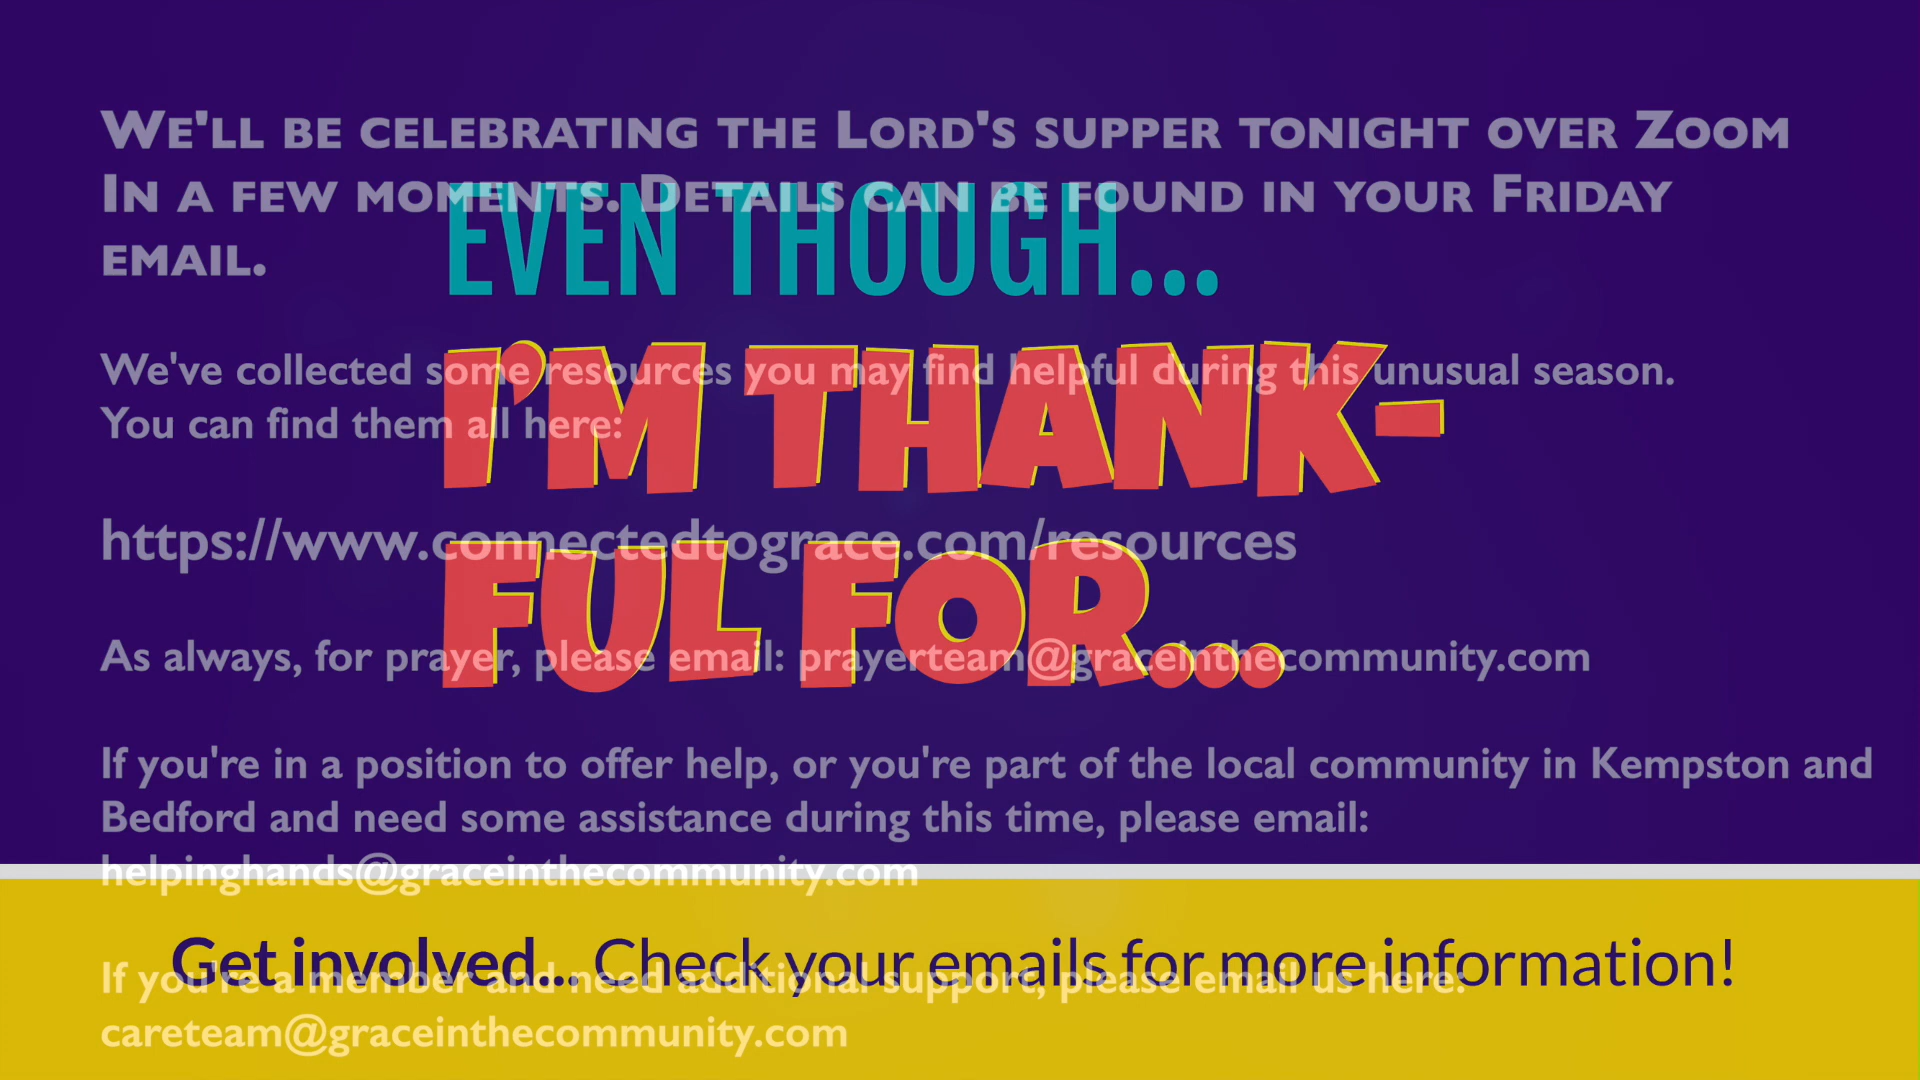 We'll be celebrating the Lord's supper tonight over Zoom
In a few moments. Details can be found in your Friday
email.
EVEN THOUGH...
We've collected some resources you may find helpful during this unusual season.
You can find them all here:
I'M THANK-
https://www.connectedtograce.com/resources
FUL FOR....
As always, for prayer, please email: prayerteam@graceinthecommunity.com
If you're in a position to offer help, or you're part of the local community in Kempston and
Bedford and need some assistance during this time, please email:
helpinghands@graceinthecommunity.com
Get involved... Check your emails for more information!
If you're a member and need additional support, please email us here:
careteam@graceinthecommunity.com